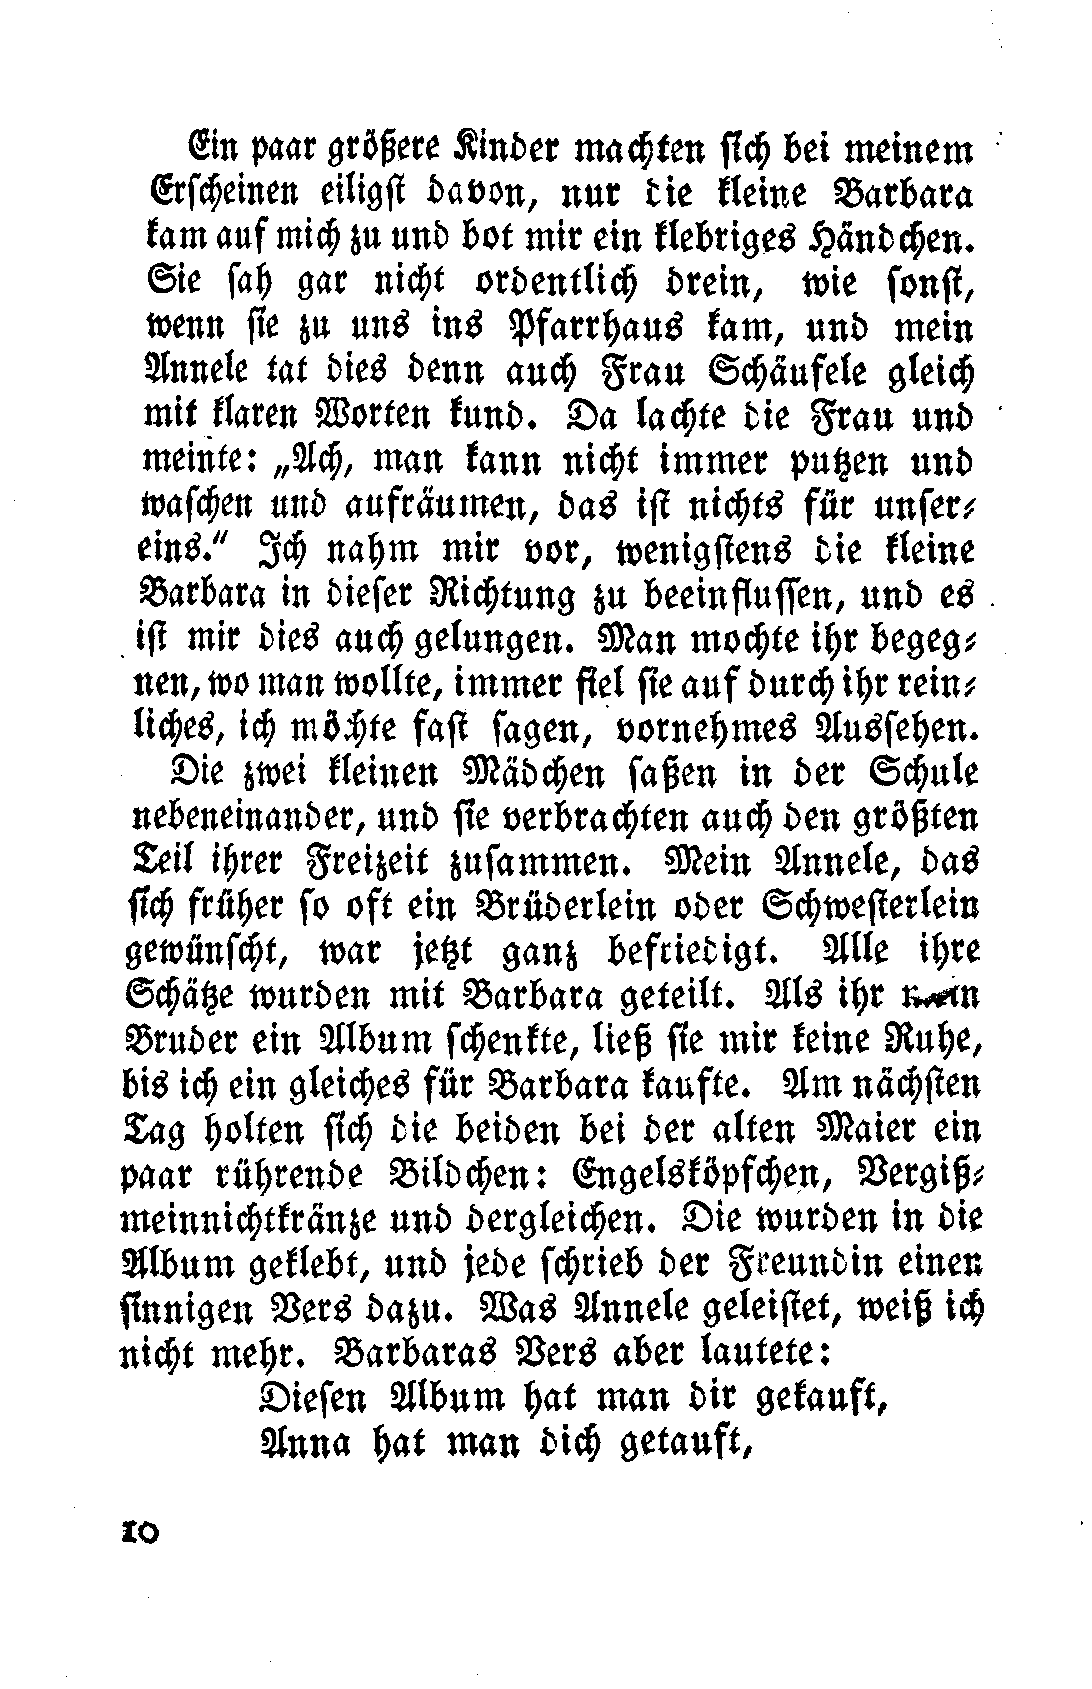 Ein paar größere Kinder machten sich bei meinem
Erscheinen eiligst davon, nur die kleine Barbara
kam auf mich zu und bot mir ein klebriges Händchen.
Sie sah gar nicht ordentlich drein, wie sonst,
wenn sie zu uns ins Pfarrhaus kam, und mein
Annele tat dies denn auch Frau Schäufele gleich
mit klaren Worten kund. Da lachte die Frau und
meinte: „Ach, man kann nicht immer putzen und
waschen und aufräumen, das ist nichts für unser-
eins.“ Ich nahm mir vor, wenigstens die kleine
Barbara in dieser Richtung zu beeinflussen, und es
ist mir dies auch gelungen. Man mochte ihr begeg-
nen, wo man wollte, immer fiel sie auf durch ihr rein-
liches, ich möchte fast sagen, vornehmes Aussehen.
Die zwei kleinen Mädchen saßen in der Schule
nebeneinander, und sie verbrachten auch den größten
Teil ihrer Freizeit zusammen. Mein Annele, das
sich früher so oft ein Brüderlein oder Schwesterlein
gewünscht, war jetzt ganz befriedigt. Alle ihre
Schätze wurden mit Barbara geteilt. Als ihr mein
Bruder ein Album schenkte, ließ sie mir keine Ruhe,
bis ich ein gleiches für Barbara kaufte. Am nächsten
Tag holten sich die beiden bei der alten Maier ein
paar rührende Bildchen: Engelsköpfchen, Vergiß-
meinnichtkränze und dergleichen. Die wurden in die
Album geklebt, und jede schrieb der Freundin einen
sinnigen Vers dazu. Was Annele geleistet, weiß ich
nicht mehr. Barbaras Vers aber lautete:
Diesen Album hat man dir gekauft,
Anna hat man dich getauft,
10